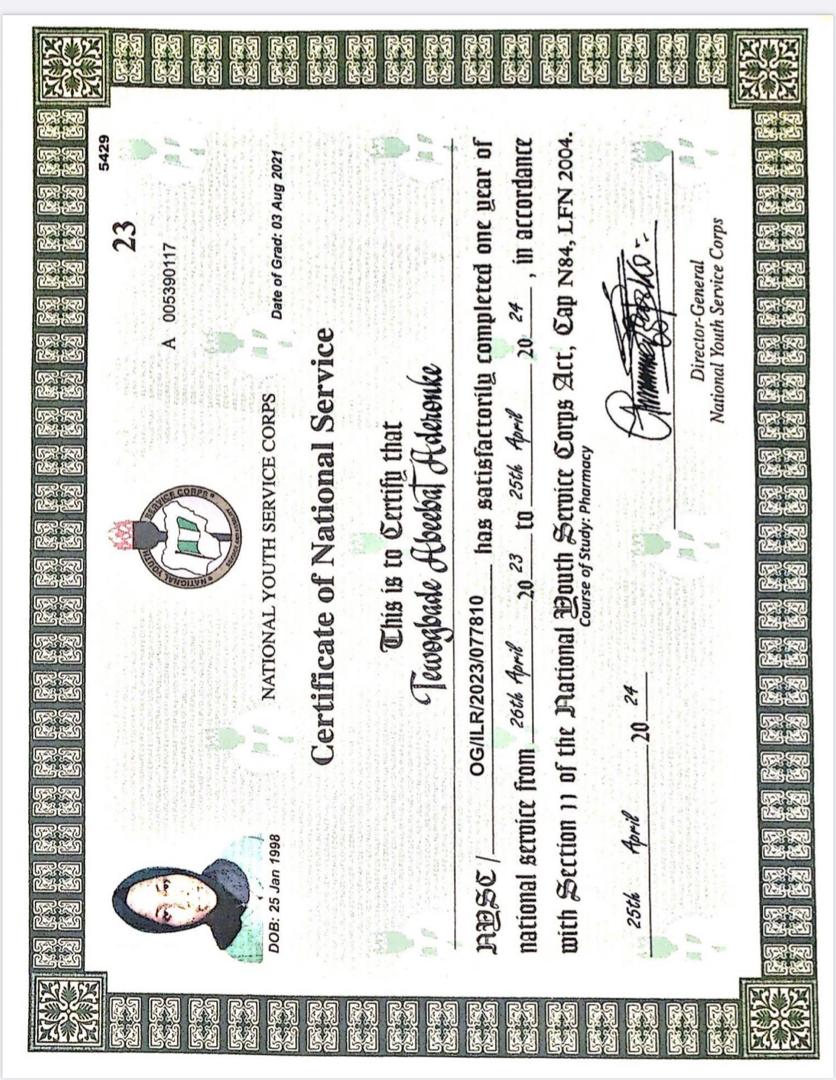 5429
23
A 005390117
NATIONAL YOUTH SERVICE CORPS
NATIONAL YOUTH SERVICE CORPS
DOB: 25 Jan 1998
Date of Grad: 03 Aug 2021
Certificate of National Service
This is to Certify that
Tewogbade Abeebat Aderonke
NYSC / OG/ILR/2023/077810 has satisfactorily completed one year of
national service from 26th April 20 23 to 25th April 20 24, in accordance
with Section 11 of the National Youth Service Corps Act, Cap N84, LFN 2004.
Course of Study: Pharmacy
25th April 20 24
Director-General
National Youth Service Corps